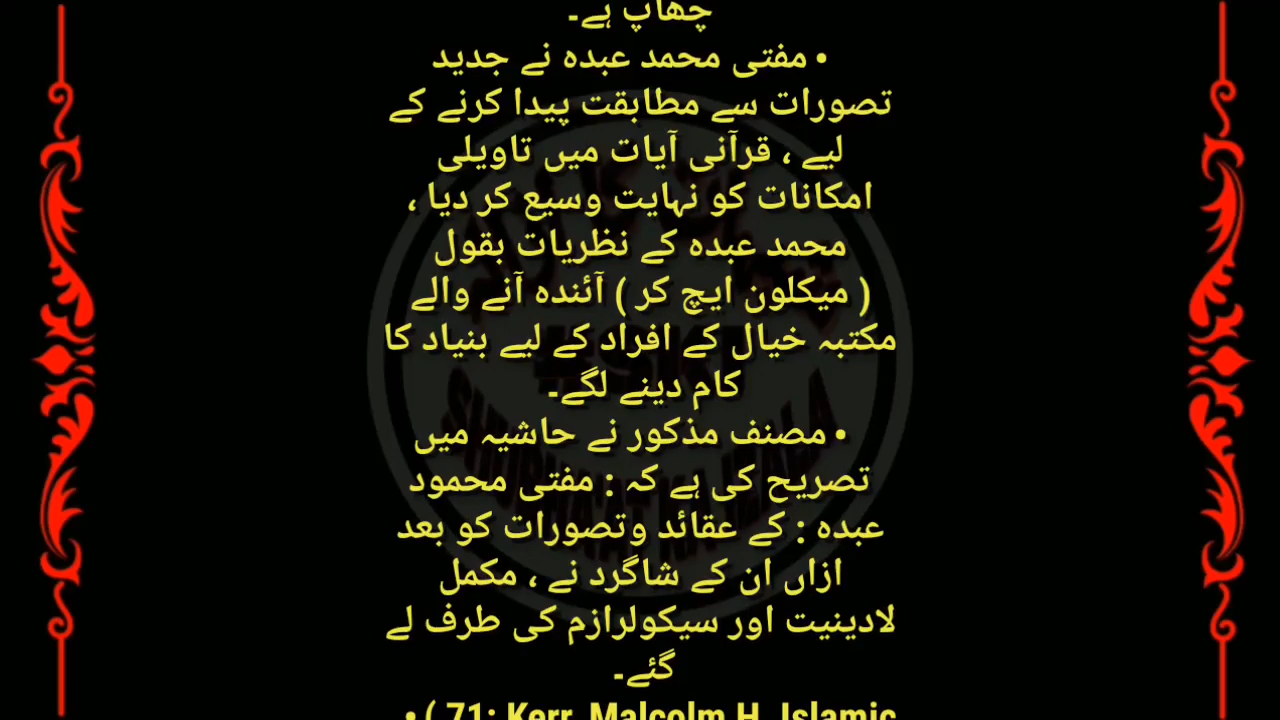 چھاپ ہے۔
• مفتی محمد عبدہ نے جدید
تصورات سے مطابقت پیدا کرنے کے
لیے ، قرآنی آیات میں تاویلی
امکانات کو نہایت وسیع کر دیا ،
محمد عبدہ کے نظریات بقول
( میکلون ایچ کر ) آئندہ آنے والے
مکتبہ خیال کے افراد کے لیے بنیاد کا
کام دینے لگے۔
• مصنف مذکور نے حاشیہ میں
تصریح کی ہے کہ : مفتی محمود
عبدہ : کے عقائد وتصورات کو بعد
ازاں ان کے شاگرد نے ، مکمل
لادینیت اور سیکولرازم کی طرف لے
گئے۔
• ( 71: Kerr, Malcolm H, Islamic